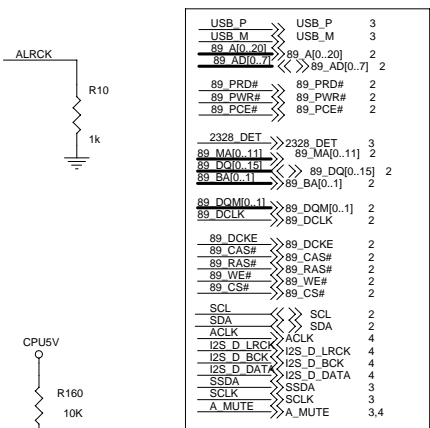 ALRCK
R10
1k
CPU5V
R160
10K
USB_P USB_P 3
USB_M USB_M 3
89_A[0..20] 89_A[0..20] 2
89_AD[0..7] 89_AD[0..7] 2
89_PRD# 89_PRD# 2
89_PWR# 89_PWR# 2
89_PCE# 89_PCE# 2
2328_DET 2328_DET 3
89_MA[0..11] 89_MA[0..11] 2
89_DQ[0..15] 89_DQ[0..15] 2
89_BA[0..1] 89_BA[0..1] 2
89_DQM[0..1] 89_DQM[0..1] 2
89_DCLK 89_DCLK 2
89_DCKE 89_DCKE 2
89_CAS# 89_CAS# 2
89_RAS# 89_RAS# 2
89_WE# 89_WE# 2
89_CS# 89_CS# 2
SCL SCL 2
SDA SDA 2
ACLK ACLK 4
I2S_D_LRCK I2S_D_LRCK 4
I2S_D_BCK I2S_D_BCK 4
I2S_D_DATA I2S_D_DATA 4
SSDA SSDA 3
SCLK SCLK 3
A_MUTE A_MUTE 3,4